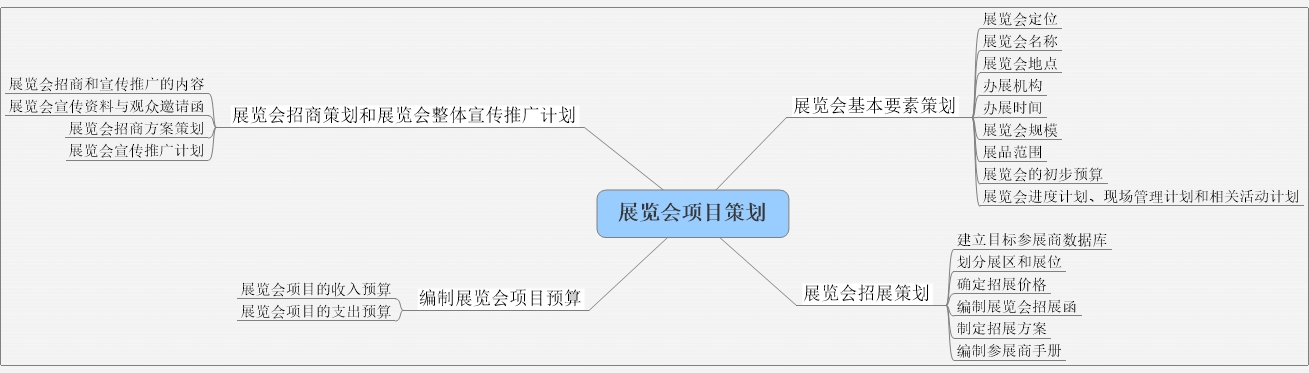 展览会项目策划
展览会基本要素策划
展览会定位
展览会名称
展览会地点
办展机构
办展时间
展览会规模
展品范围
展览会的初步预算
展览会进度计划、现场管理计划和相关活动计划
展览会招展策划
建立目标参展商数据库
划分展区和展位
确定招展价格
编制展览会招展函
制定招展方案
编制参展商手册
展览会招商策划和展览会整体宣传推广计划
展览会招商和宣传推广的内容
展览会宣传资料与观众邀请函
展览会招商方案策划
展览会宣传推广计划
编制展览会项目预算
展览会项目的收入预算
展览会项目的支出预算